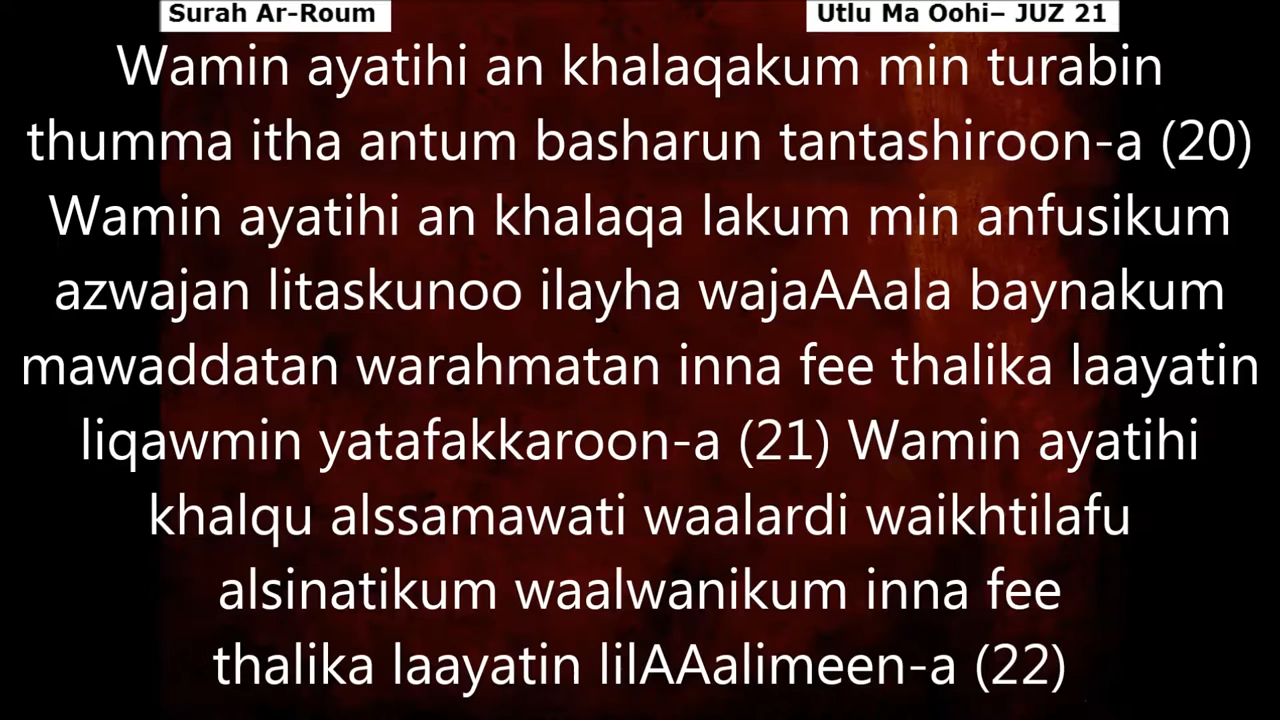 Surah Ar-Roum
Utlu Ma Oohi– JUZ 21
Wamin ayatihi an khalaqakum min turabin
thumma itha antum basharun tantashiroon-a (20)
Wamin ayatihi an khalaqa lakum min anfusikum
azwajan litaskunoo ilayha wajaAAala baynakum
mawaddatan warahmatan inna fee thalika laayatin
liqawmin yatafakkaroon-a (21) Wamin ayatihi
khalqu alssamawati waalardi waikhtilafu
alsinatikum waalwanikum inna fee
thalika laayatin lilAAalimeen-a (22)